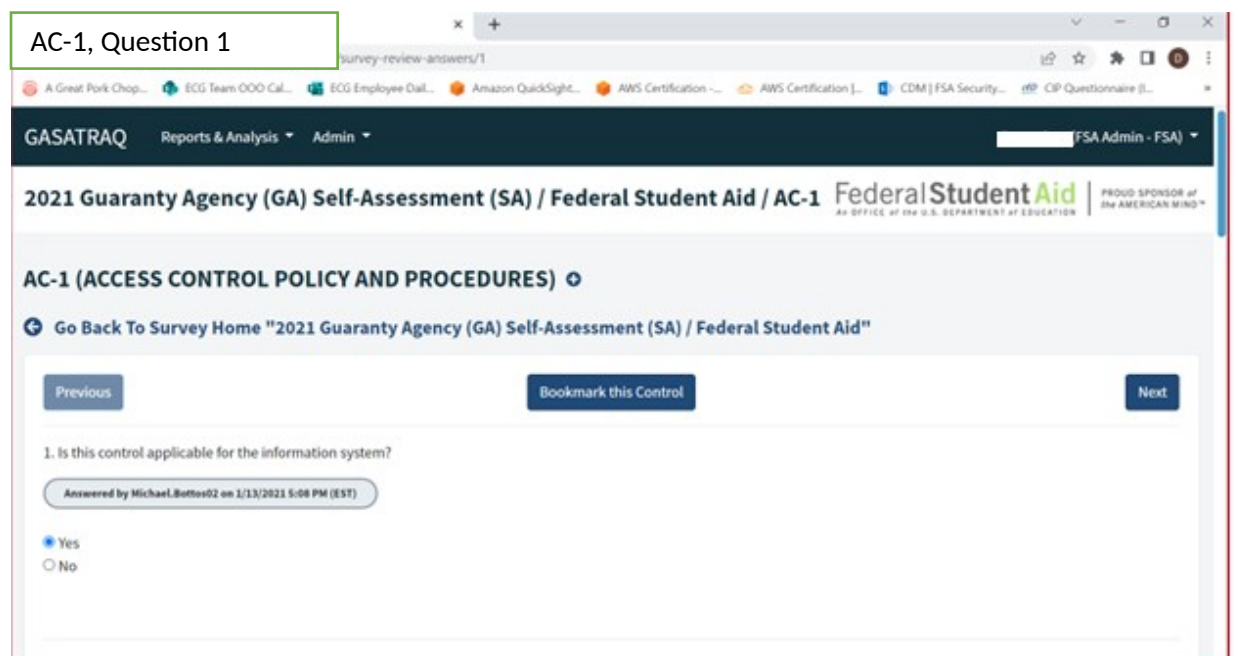 AC-1, Question 1
/survey-review-answers/1
A Great Pork Chop...
ECG Team OOO Cal...
ECG Employee Dail...
Amazon QuickSight...
AWS Certification -...
AWS Certification |...
CDM | FSA Security...
CIP Questionnaire (I...
GASATRAQ Reports & Analysis Admin (FSA Admin - FSA)
2021 Guaranty Agency (GA) Self-Assessment (SA) / Federal Student Aid / AC-1
Federal Student Aid
An OFFICE of the U.S. DEPARTMENT of EDUCATION
PROUD SPONSOR of
the AMERICAN MIND™
AC-1 (ACCESS CONTROL POLICY AND PROCEDURES)
Go Back To Survey Home "2021 Guaranty Agency (GA) Self-Assessment (SA) / Federal Student Aid"
Previous Bookmark this Control Next
1. Is this control applicable for the information system?
Answered by Michael.Bottos02 on 1/13/2021 5:08 PM (EST)
Yes
No